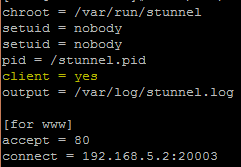 chroot = /var/run/stunnel
setuid = nobody
setuid = nobody
pid = /stunnel.pid
client = yes
output = /var/log/stunnel.log
[for www]
accept = 80
connect = 192.168.5.2:20003